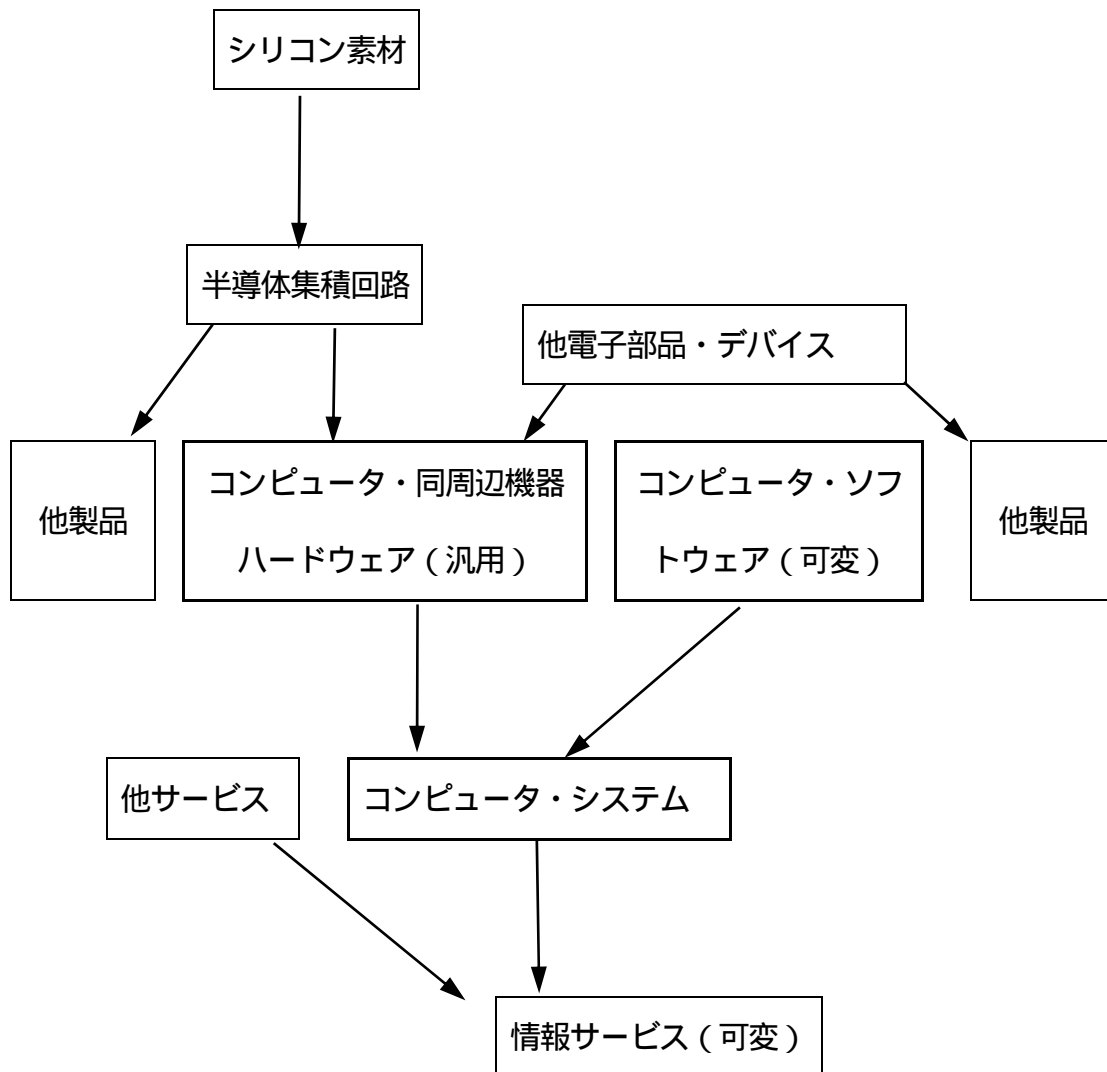 シリコン素材
半導体集積回路
他電子部品・デバイス
他製品
コンピュータ・同周辺機器
ハードウェア（汎用）
コンピュータ・ソフ
トウェア（可変）
他製品
他サービス
コンピュータ・システム
情報サービス（可変）